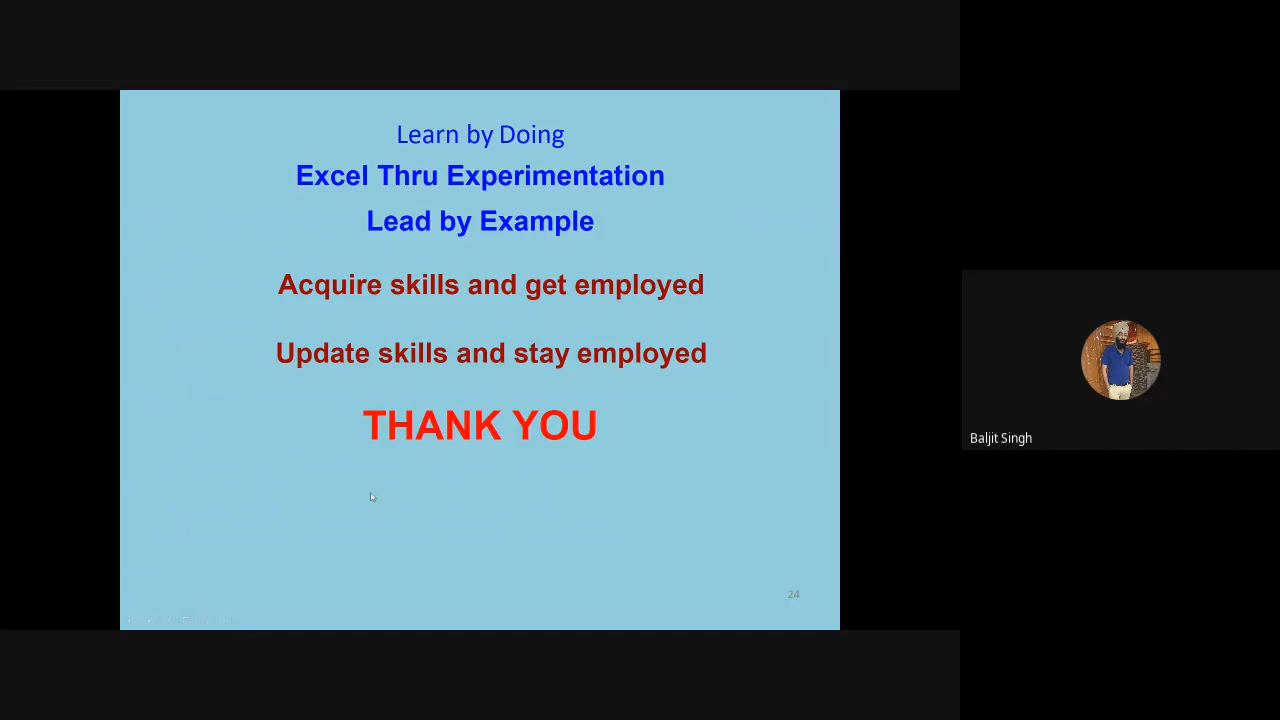 Learn by Doing
Excel Thru Experimentation
Lead by Example
Acquire skills and get employed
Update skills and stay employed
THANK YOU
24
Baljit Singh